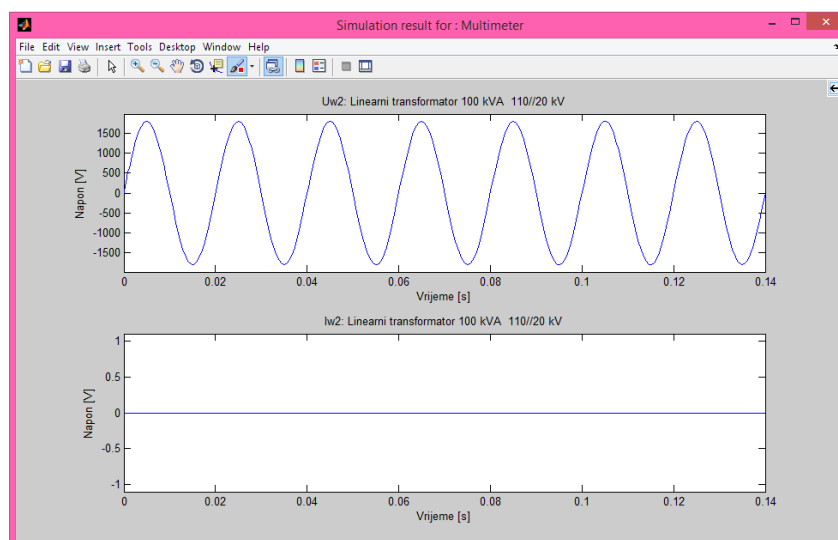 Simulation result for : Multimeter
File Edit View Insert Tools Desktop Window Help
Uw2: Linearni transformator 100 kVA 110//20 kV
Napon [V]
1500
1000
500
0
-500
-1000
-1500
0 0.02 0.04 0.06 0.08 0.1 0.12 0.14
Vrijeme [s]
Iw2: Linearni transformator 100 kVA 110//20 kV
Napon [V]
1
0.5
0
-0.5
-1
0 0.02 0.04 0.06 0.08 0.1 0.12 0.14
Vrijeme [s]